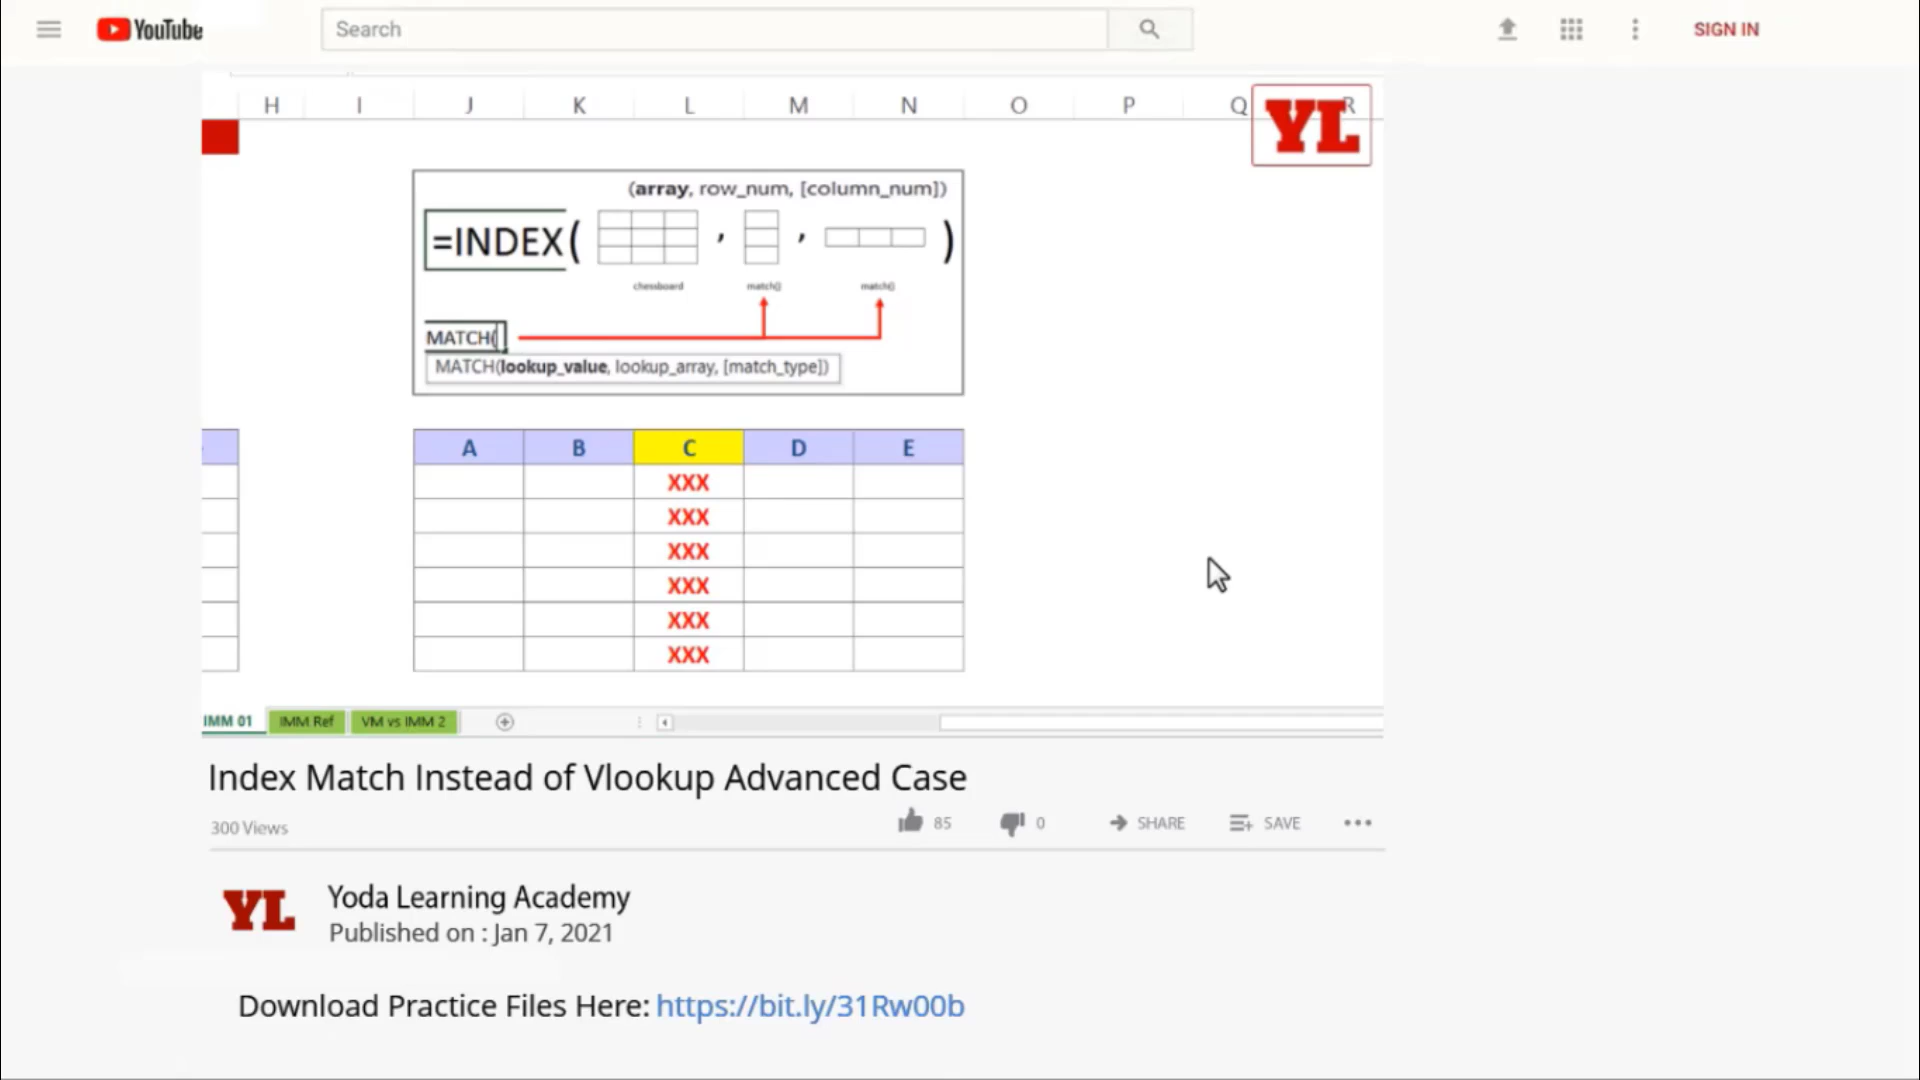 YouTube
Search
SIGN IN
H I J K L M N O P Q R
YL
(array, row_num, [column_num])
=INDEX( , , )
chessboard match() match()
MATCH(
MATCH(lookup_value, lookup_array, [match_type])
A B C D E
XXX
XXX
XXX
XXX
XXX
XXX
IMM 01 IMM Ref VM vs IMM 2
Index Match Instead of Vlookup Advanced Case
300 Views
85 0 SHARE SAVE
YL
Yoda Learning Academy
Published on : Jan 7, 2021
Download Practice Files Here: https://bit.ly/31Rw00b